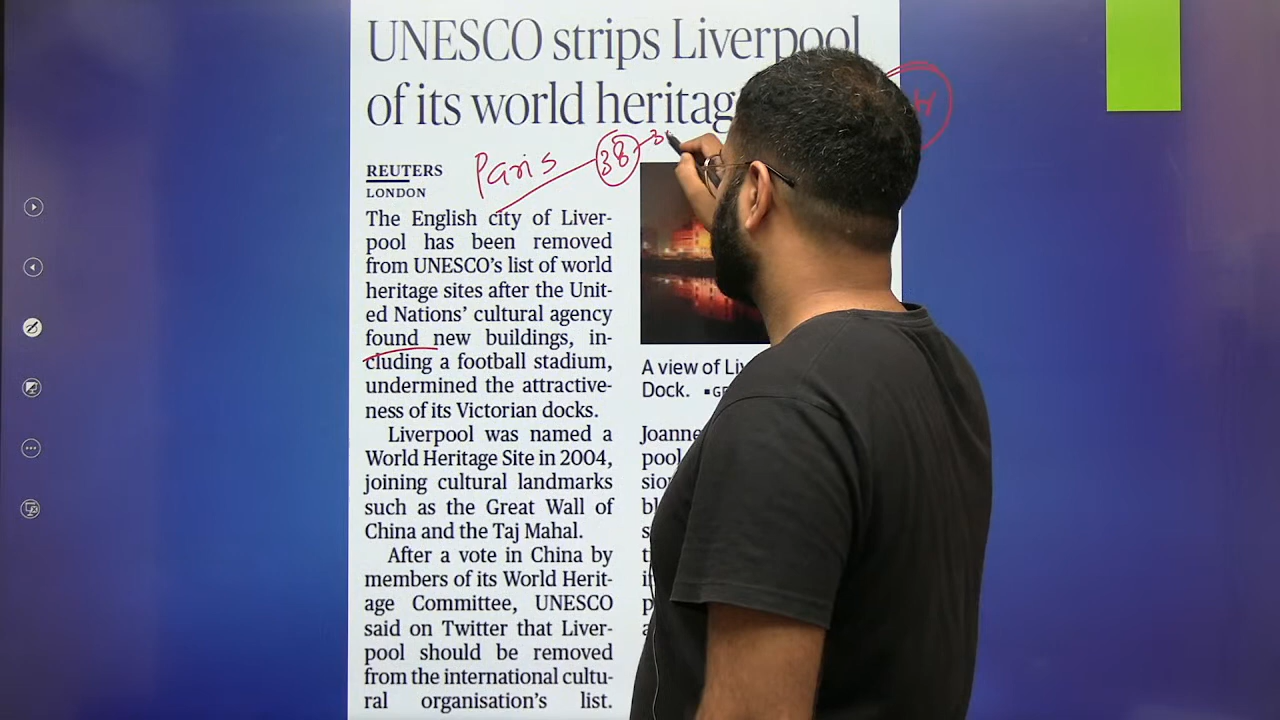 UNESCO strips Liverpool
of its world
Paris 38
REUTERS
LONDON
The English city of Liver-
pool has been removed
from UNESCO's list of world
heritage sites after the Unit-
ed Nations' cultural agency
found new buildings, in-
cluding a football stadium,
undermined the attractive-
ness of its Victorian docks.
Liverpool was named a
World Heritage Site in 2004,
joining cultural landmarks
such as the Great Wall of
China and the Taj Mahal.
After a vote in China by
members of its World Herit-
age Committee, UNESCO
said on Twitter that Liver-
pool should be removed
from the international cultu-
ral organisation's list.
A view of
Dock.